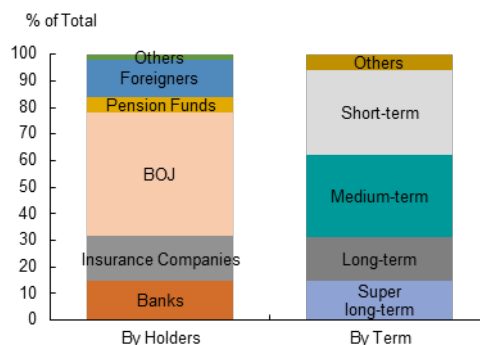 % of Total
100
90
80
70
60
50
40
30
20
10
0
Others
Foreigners
Pension Funds
BOJ
Insurance Companies
Banks
Others
Short-term
Medium-term
Long-term
Super
long-term
By Holders
By Term